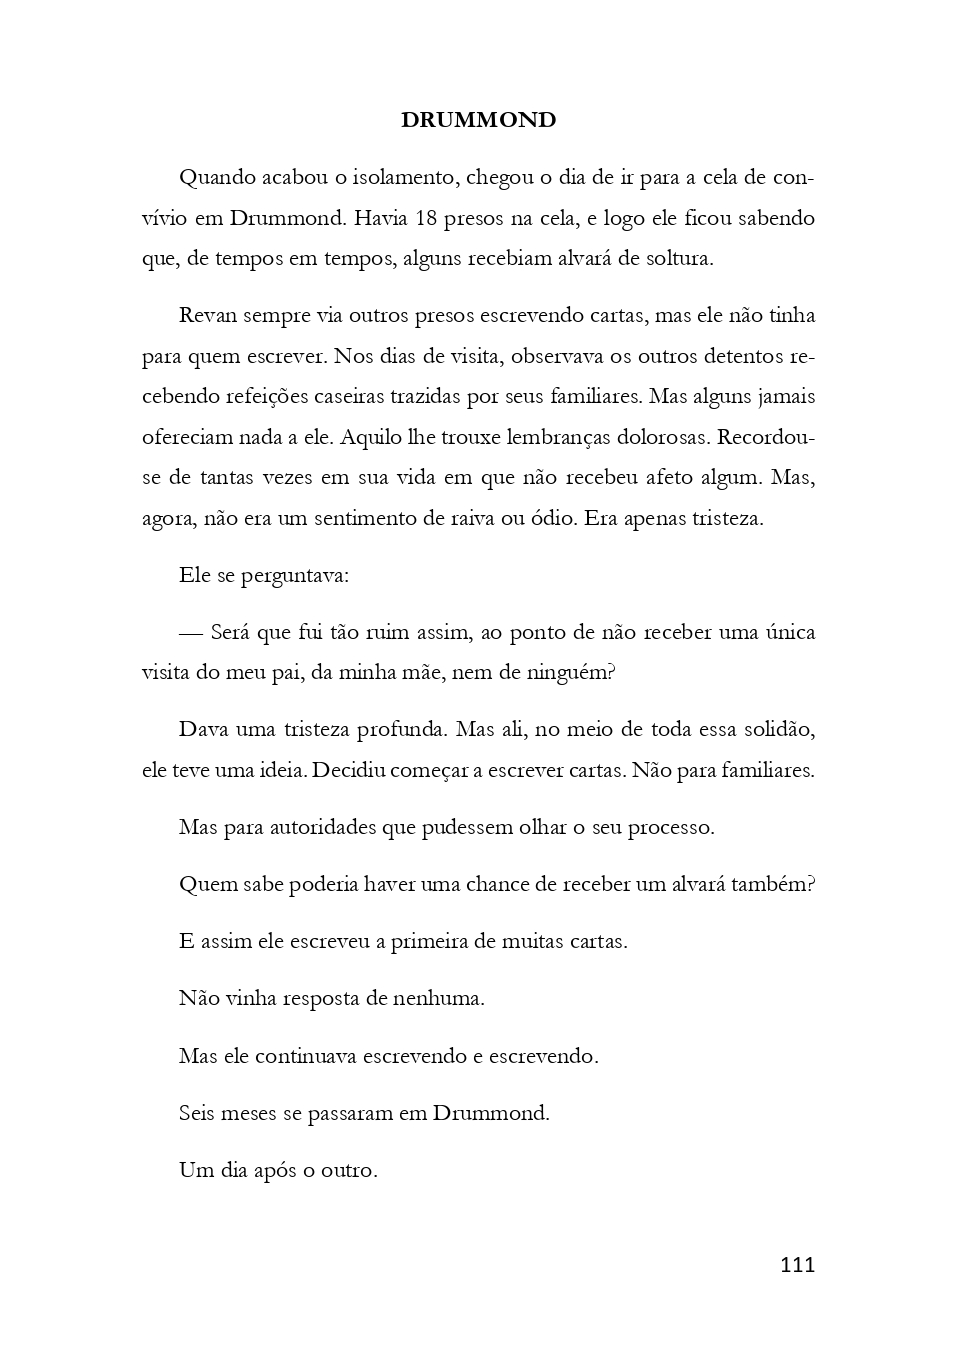 DRUMMOND
Quando acabou o isolamento, chegou o dia de ir para a cela de con-
vívio em Drummond. Havia 18 presos na cela, e logo ele ficou sabendo
que, de tempos em tempos, alguns recebiam alvará de soltura.
Revan sempre via outros presos escrevendo cartas, mas ele não tinha
para quem escrever. Nos dias de visita, observava os outros detentos re-
cebendo refeições caseiras trazidas por seus familiares. Mas alguns jamais
ofereciam nada a ele. Aquilo lhe trouxe lembranças dolorosas. Recordou-
se de tantas vezes em sua vida em que não recebeu afeto algum. Mas,
agora, não era um sentimento de raiva ou ódio. Era apenas tristeza.
Ele se perguntava:
— Será que fui tão ruim assim, ao ponto de não receber uma única
visita do meu pai, da minha mãe, nem de ninguém?
Dava uma tristeza profunda. Mas ali, no meio de toda essa solidão,
ele teve uma ideia. Decidiu começar a escrever cartas. Não para familiares.
Mas para autoridades que pudessem olhar o seu processo.
Quem sabe poderia haver uma chance de receber um alvará também?
E assim ele escreveu a primeira de muitas cartas.
Não vinha resposta de nenhuma.
Mas ele continuava escrevendo e escrevendo.
Seis meses se passaram em Drummond.
Um dia após o outro.
111